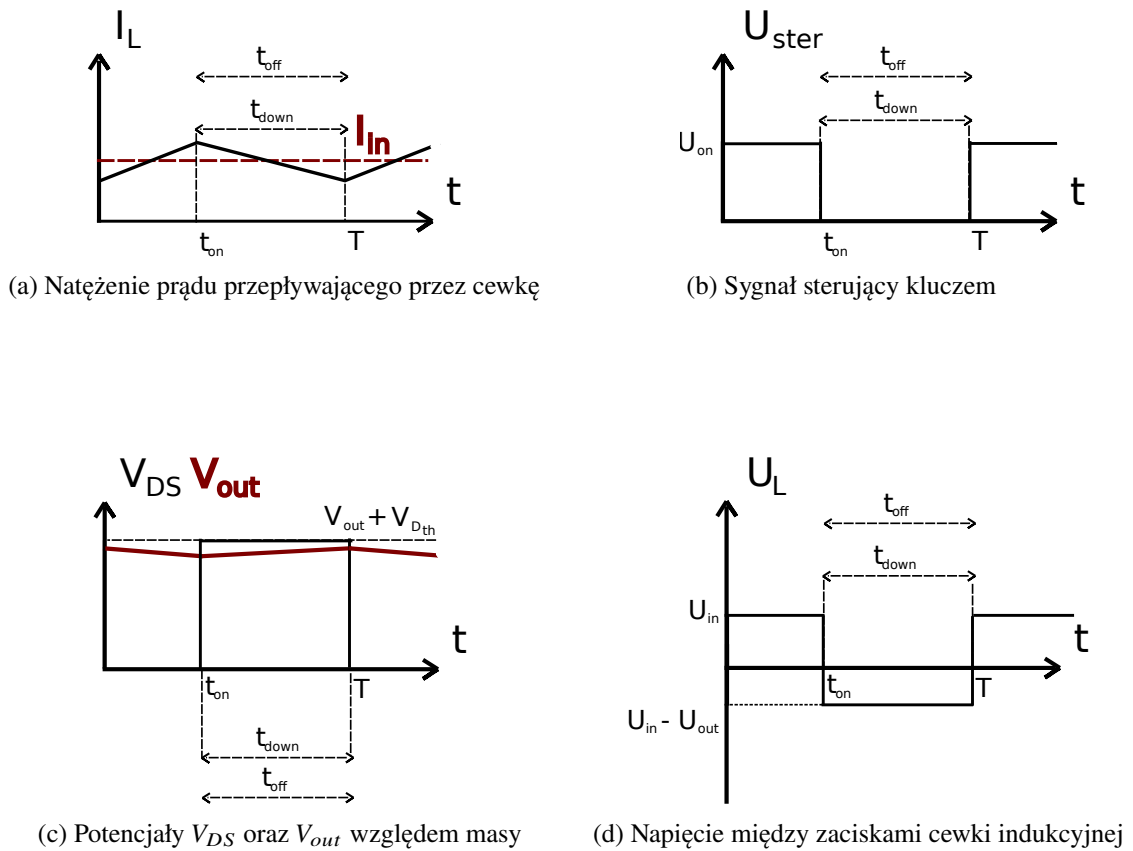 I_L
t_off
t_down
I_In
t
t_on
T
(a) Natężenie prądu przepływającego przez cewkę
U_ster
t_off
t_down
U_on
t
t_on
T
(b) Sygnał sterujący kluczem
V_DS V_out
V_out + V_D_th
t
t_on
T
t_down
t_off
(c) Potencjały V_DS oraz V_out względem masy
U_L
t_off
t_down
U_in
t
t_on
T
U_in - U_out
(d) Napięcie między zaciskami cewki indukcyjnej